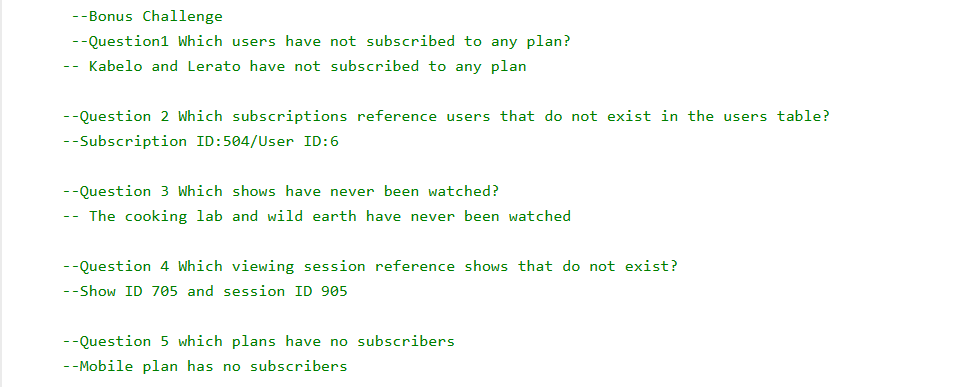 --Bonus Challenge
--Question1 Which users have not subscribed to any plan?
-- Kabelo and Lerato have not subscribed to any plan
--Question 2 Which subscriptions reference users that do not exist in the users table?
--Subscription ID:504/User ID:6
--Question 3 Which shows have never been watched?
-- The cooking lab and wild earth have never been watched
--Question 4 Which viewing session reference shows that do not exist?
--Show ID 705 and session ID 905
--Question 5 which plans have no subscribers
--Mobile plan has no subscribers